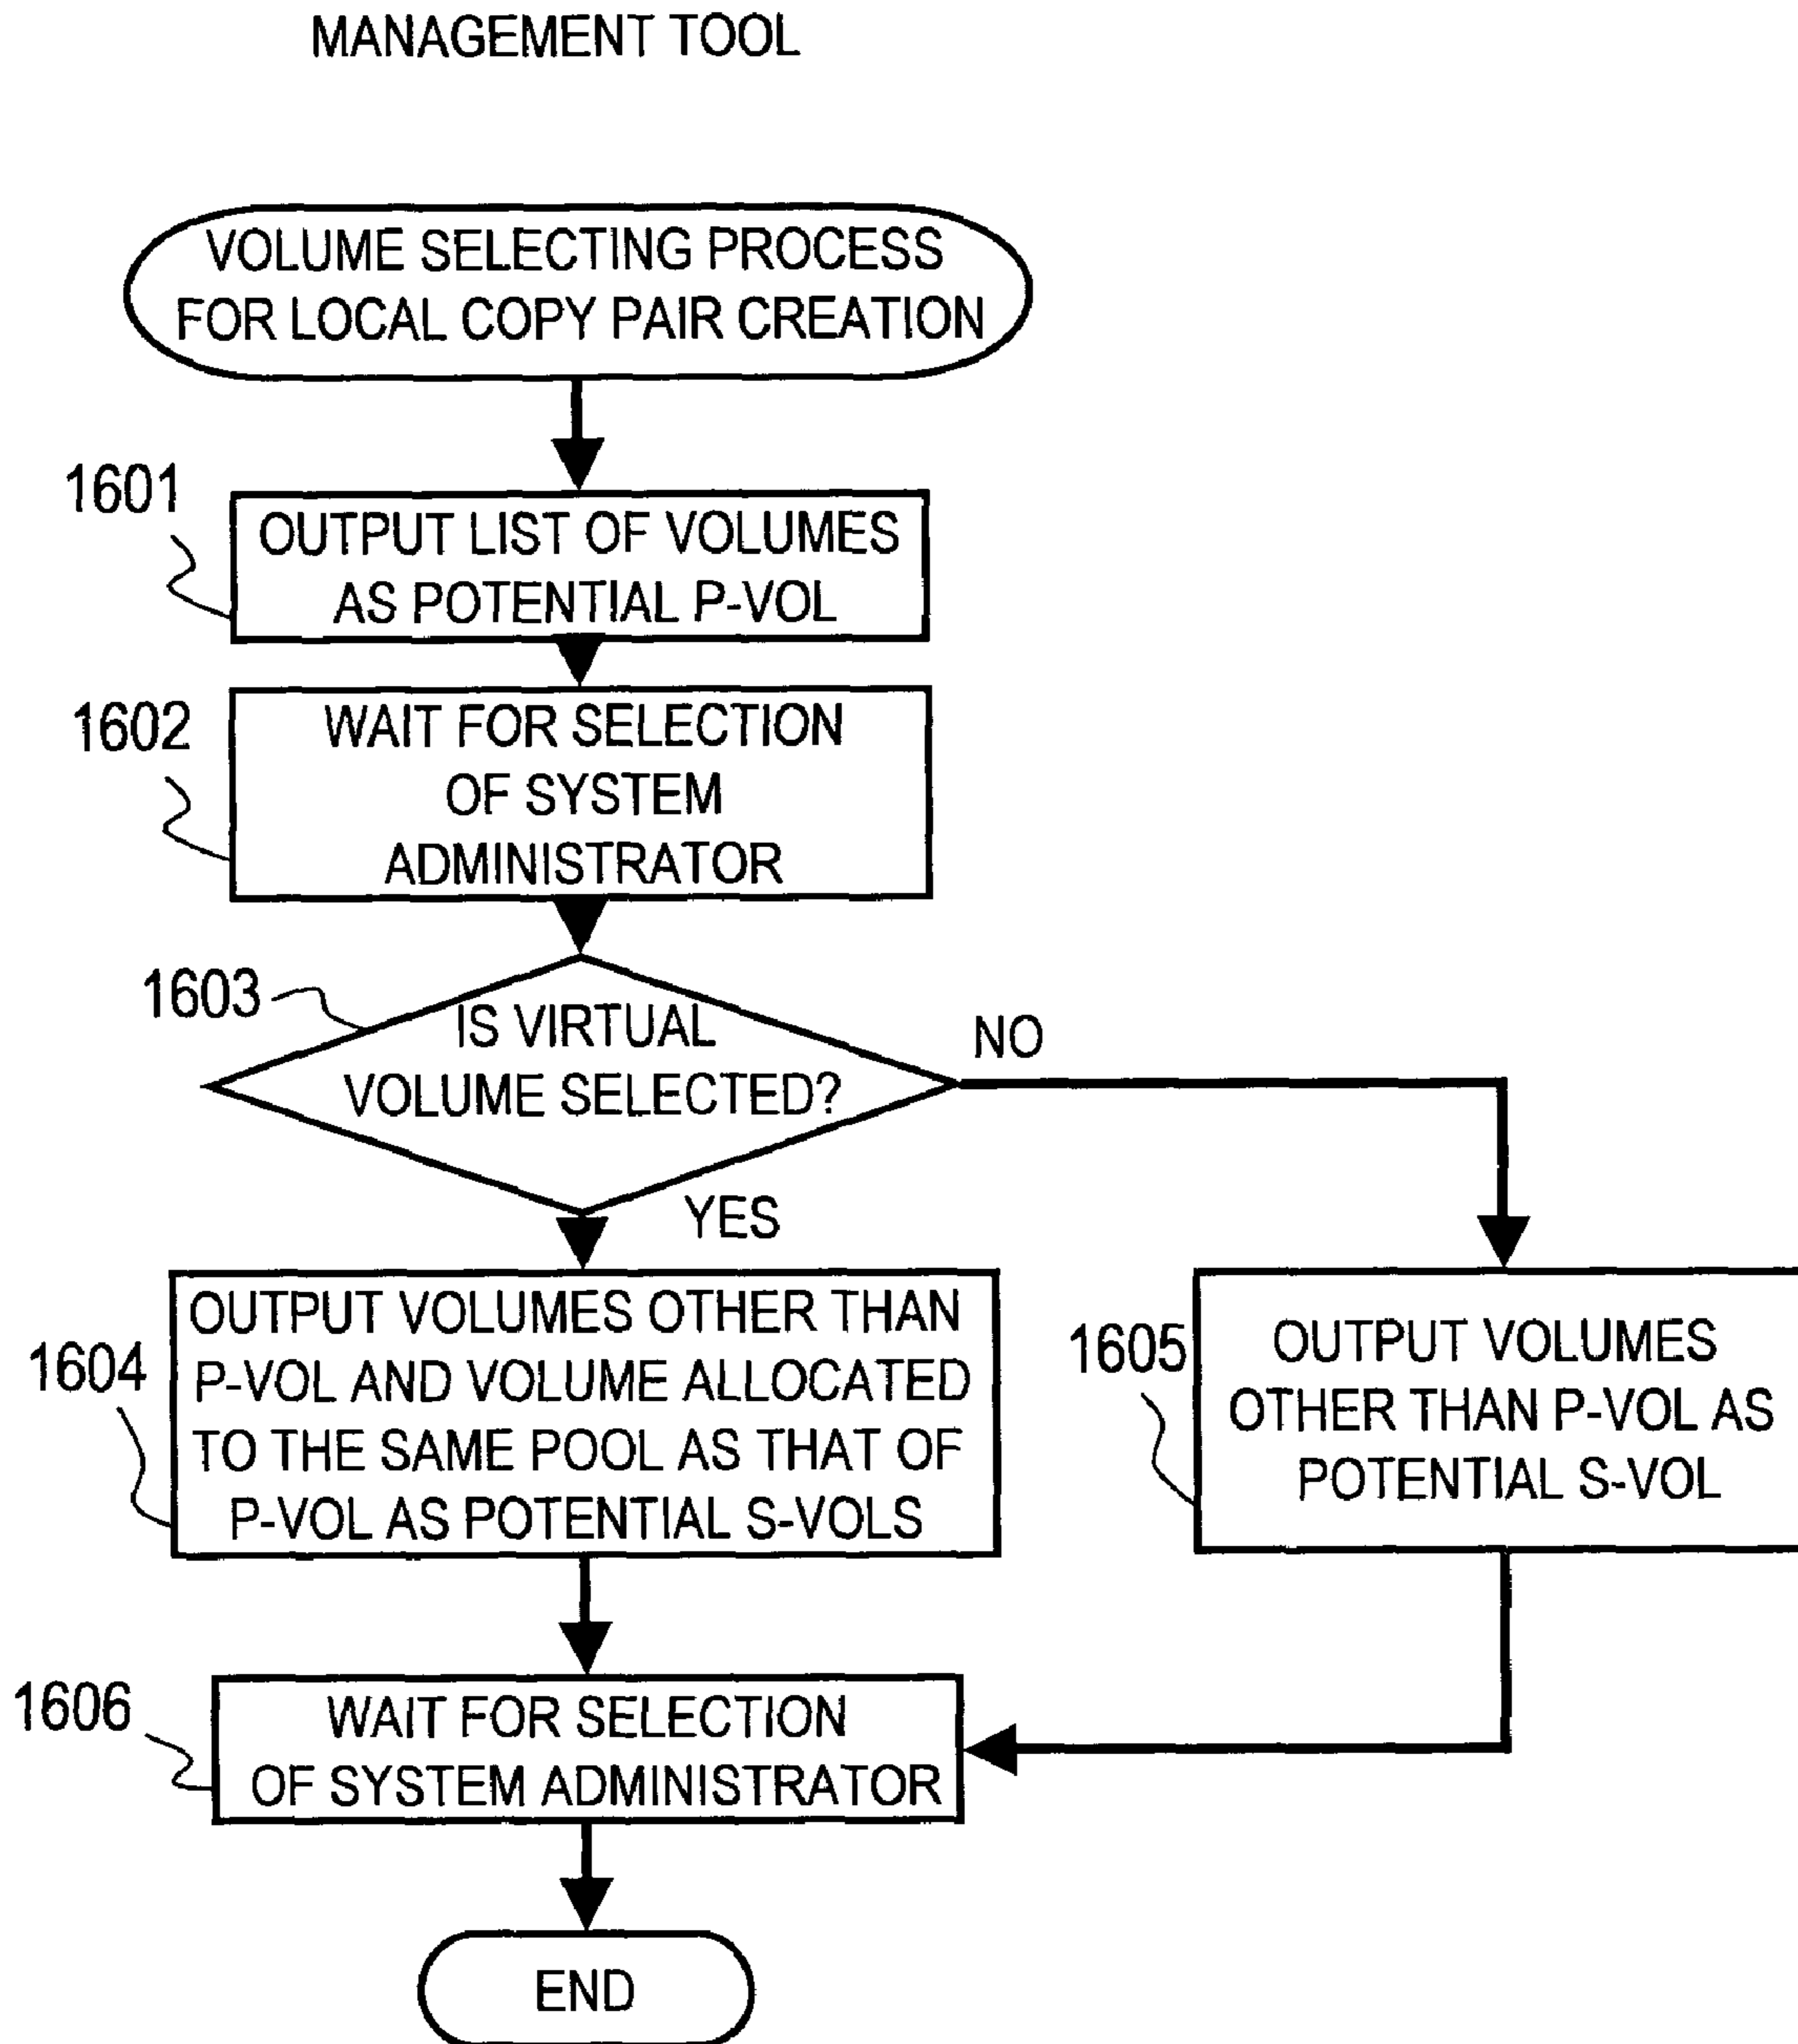 MANAGEMENT TOOL
VOLUME SELECTING PROCESS
FOR LOCAL COPY PAIR CREATION
1601
OUTPUT LIST OF VOLUMES
AS POTENTIAL P-VOL
1602
WAIT FOR SELECTION
OF SYSTEM
ADMINISTRATOR
1603
IS VIRTUAL
VOLUME SELECTED?
NO
YES
1604
OUTPUT VOLUMES OTHER THAN
P-VOL AND VOLUME ALLOCATED
TO THE SAME POOL AS THAT OF
P-VOL AS POTENTIAL S-VOLS
1605
OUTPUT VOLUMES
OTHER THAN P-VOL AS
POTENTIAL S-VOL
1606
WAIT FOR SELECTION
OF SYSTEM ADMINISTRATOR
END